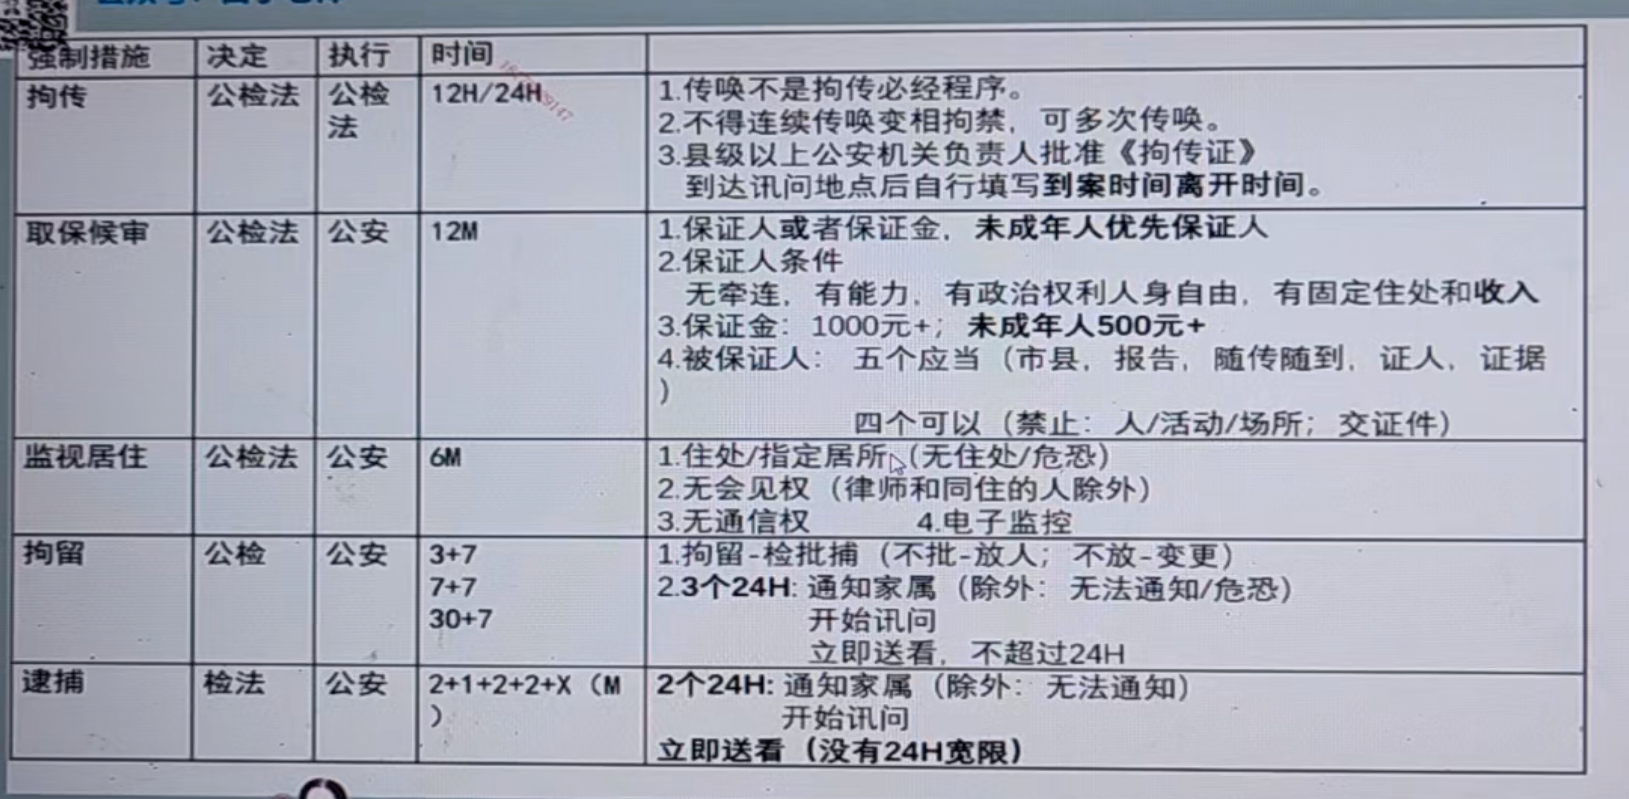 强制措施 决定 执行 时间
拘传 公检法 公检 12H/24H 1.传唤不是拘传必经程序。
法 2.不得连续传唤变相拘禁，可多次传唤。
3.县级以上公安机关负责人批准《拘传证》
到达讯问地点后自行填写到案时间离开时间。
取保候审 公检法 公安 12M 1.保证人或者保证金，未成年人优先保证人
2.保证人条件
无牵连，有能力，有政治权利人身自由，有固定住处和收入
3.保证金：1000元+；未成年人500元+
4.被保证人： 五个应当（市县，报告，随传随到，证人，证据
）
四个可以（禁止：人/活动/场所；交证件）
监视居住 公检法 公安 6M 1.住处/指定居所（无住处/危恐）
2.无会见权（律师和同住的人除外）
3.无通信权 4.电子监控
拘留 公检 公安 3+7 1.拘留-检批捕（不批-放人；不放-变更）
7+7 2.3个24H: 通知家属（除外：无法通知/危恐）
30+7 开始讯问
立即送看，不超过24H
逮捕 检法 公安 2+1+2+2+X（M 2个24H: 通知家属（除外：无法通知）
） 开始讯问
立即送看（没有24H宽限）